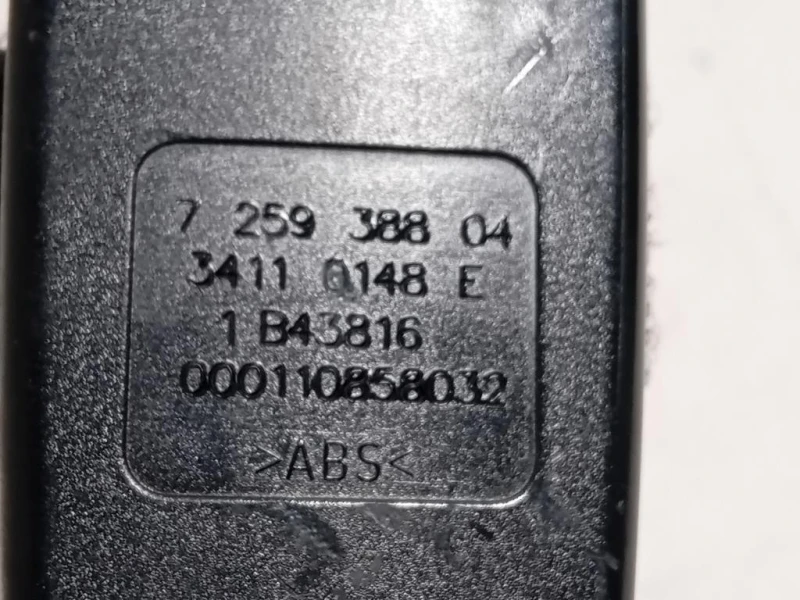 7 259 388 04
3411 0148 E
1 B43816
000110858032
>ABS<